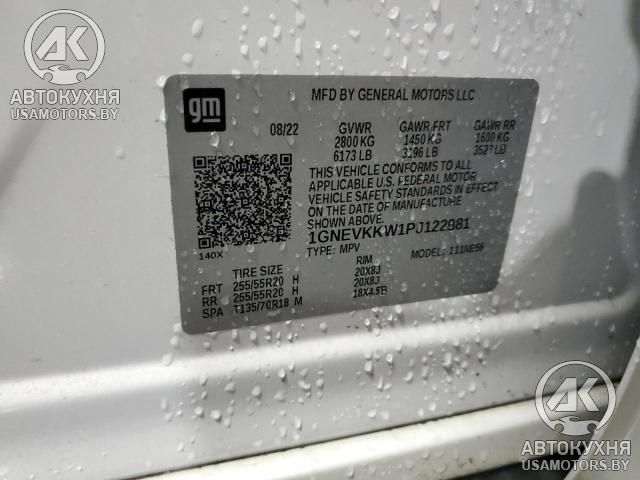 AK
АВТОКУХНЯ
USAMOTORS.BY
gm
MFD BY GENERAL MOTORS LLC
08/22 GVWR GAWR FRT GAWR RR
2800 KG 1450 KG 1600 KG
6173 LB 3196 LB 3527 LB
THIS VEHICLE CONFORMS TO ALL
APPLICABLE U.S. FEDERAL MOTOR
VEHICLE SAFETY STANDARDS IN EFFECT
ON THE DATE OF MANUFACTURE
SHOWN ABOVE.
1GNEVKKW1PJ122981
TYPE: MPV MODEL: 111NE56
140X
TIRE SIZE RIM
FRT 255/55R20 H 20X8J
RR 255/55R20 H 20X8J
SPA T135/70R18 M 18X4.5B
AK
АВТОКУХНЯ
USAMOTORS.BY